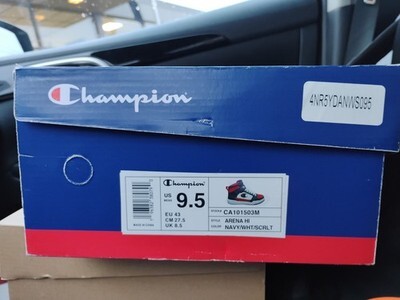 Champion
4NR5YDANWS095
Champion
US
9.5
EU 43
CM 27.5
UK 8.5
CA101503M
ARENA HI
NAVY/WHT/SCRLT